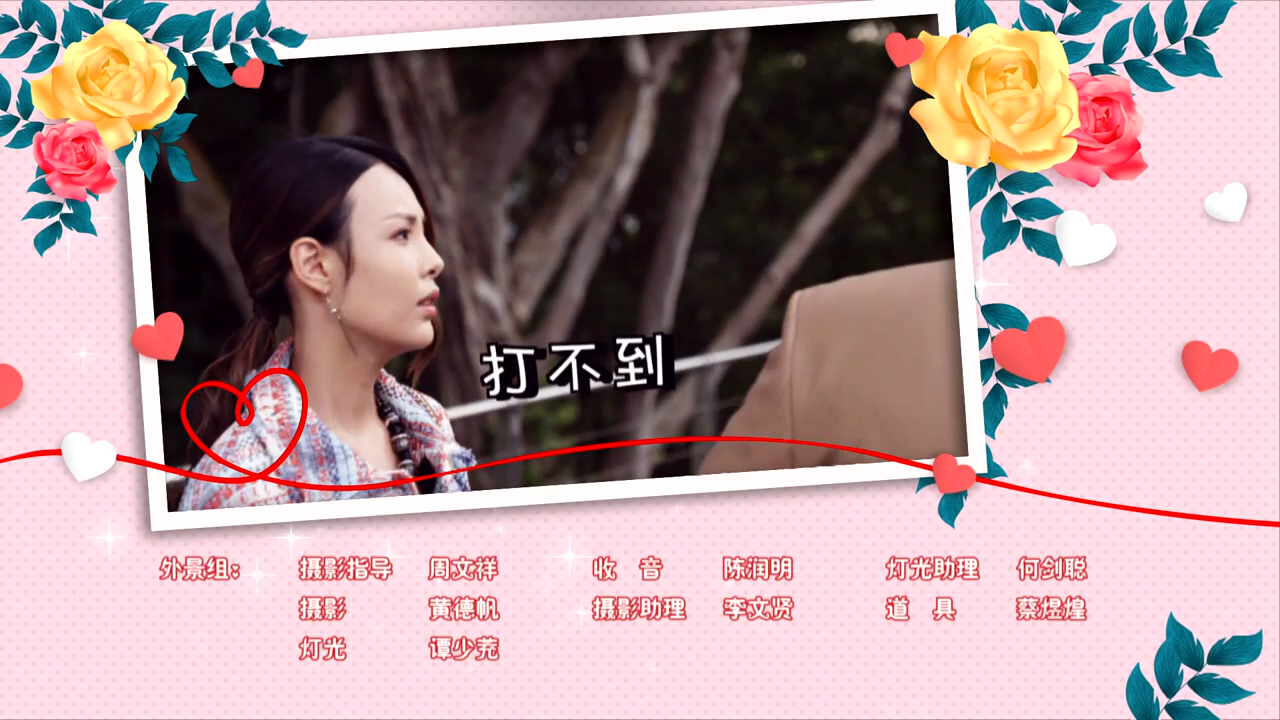 打不到
外景组: 摄影指导 周文祥 收 音 陈润明 灯光助理 何剑聪
摄影 黄德帆 摄影助理 李文贤 道 具 蔡煜煌
灯光 谭少茺